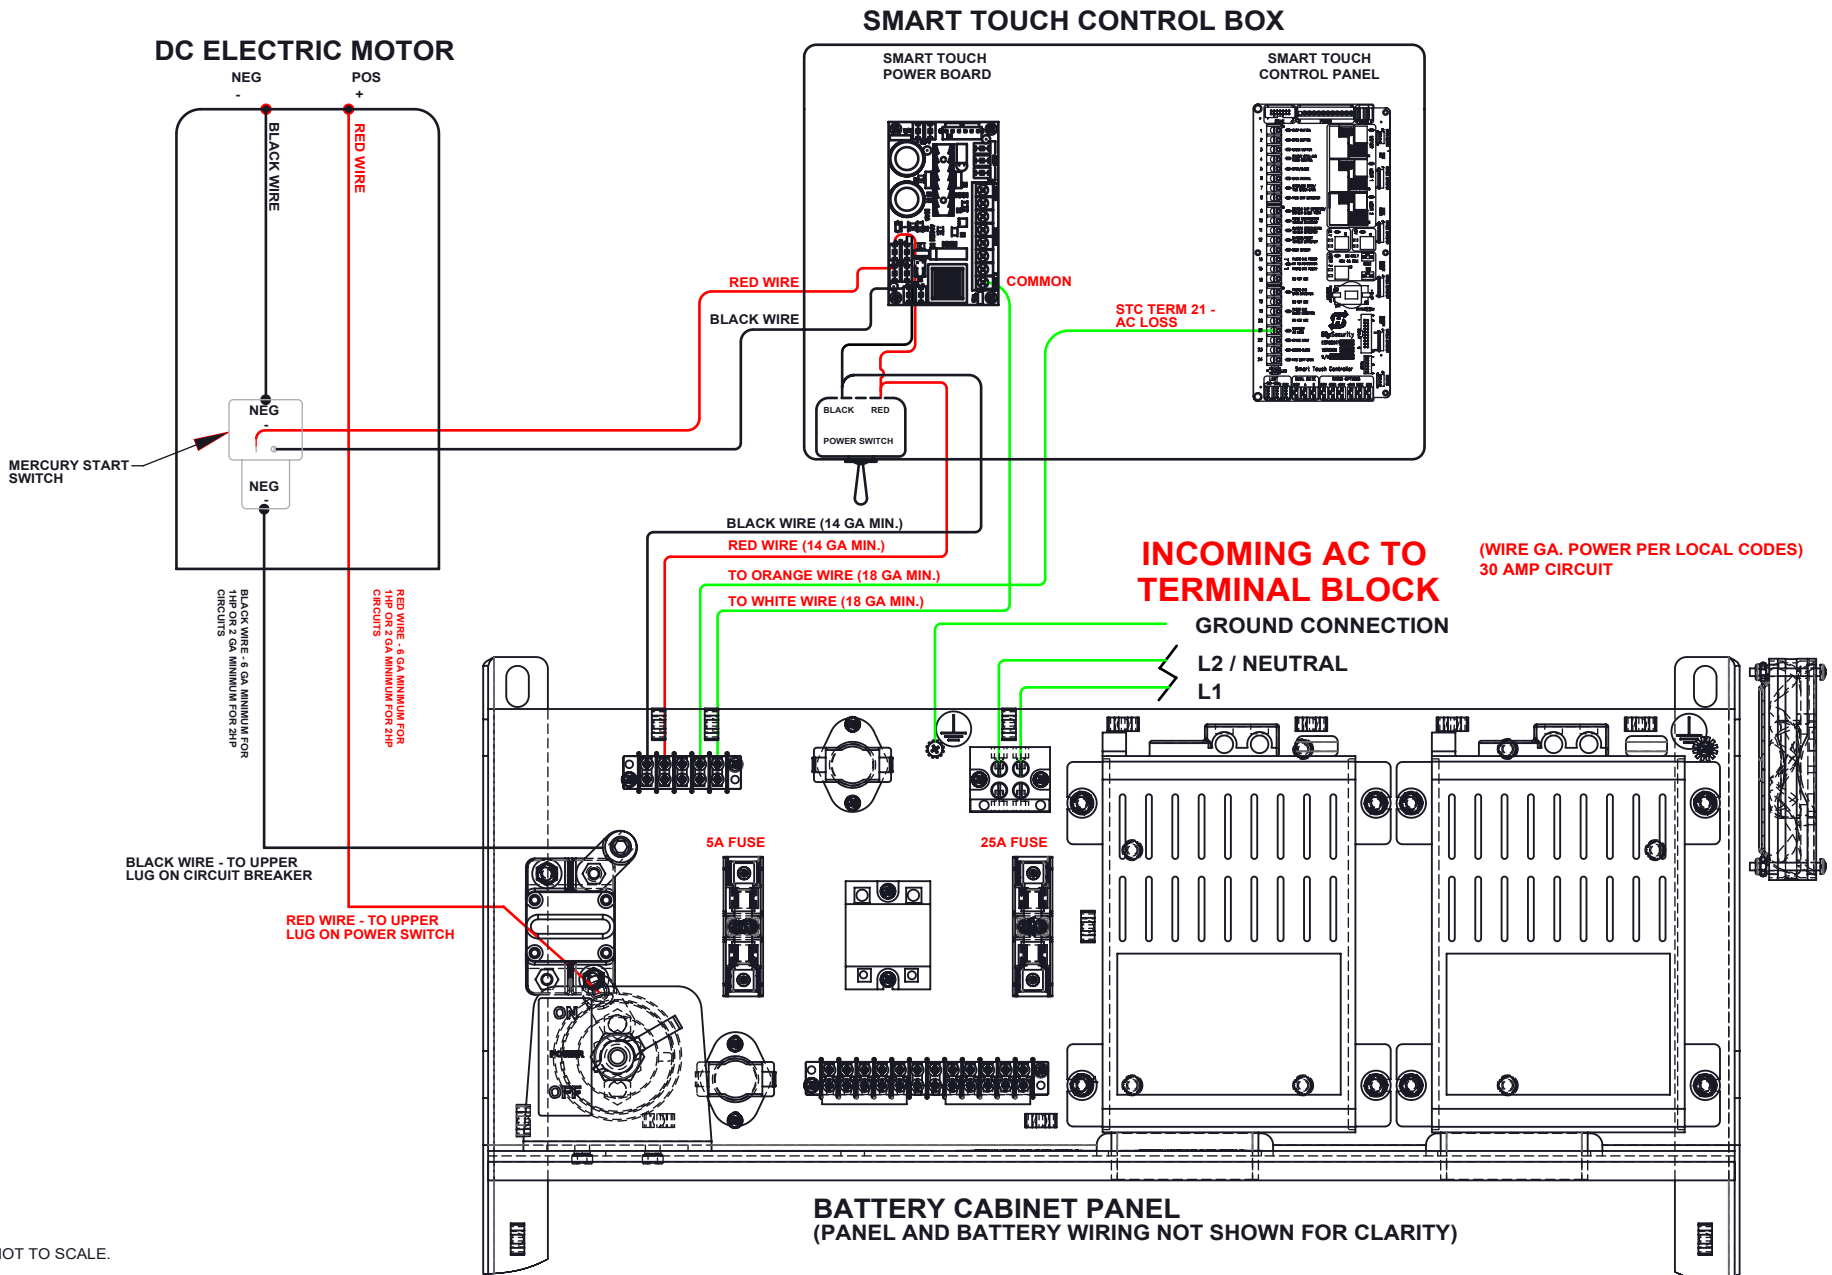 SMART TOUCH CONTROL BOX
DC ELECTRIC MOTOR
NEG
-
POS
+
SMART TOUCH
POWER BOARD
SMART TOUCH
CONTROL PANEL
BLACK WIRE
RED WIRE
RED WIRE
BLACK WIRE
COMMON
STC TERM 21 -
AC LOSS
Smart Touch Controller
NEG
-
NEG
-
MERCURY START
SWITCH
BLACK
RED
POWER SWITCH
BLACK WIRE (14 GA MIN.)
RED WIRE (14 GA MIN.)
TO ORANGE WIRE (18 GA MIN.)
TO WHITE WIRE (18 GA MIN.)
INCOMING AC TO
TERMINAL BLOCK
(WIRE GA. POWER PER LOCAL CODES)
30 AMP CIRCUIT
GROUND CONNECTION
L2 / NEUTRAL
L1
BLACK WIRE - 6 GA MINIMUM FOR
1HP OR 2 GA MINIMUM FOR 2HP
CIRCUITS
RED WIRE - 6 GA MINIMUM FOR
1HP OR 2 GA MINIMUM FOR 2HP
CIRCUITS
5A FUSE
25A FUSE
BLACK WIRE - TO UPPER
LUG ON CIRCUIT BREAKER
RED WIRE - TO UPPER
LUG ON POWER SWITCH
ON
POWER
OFF
BATTERY CABINET PANEL
(PANEL AND BATTERY WIRING NOT SHOWN FOR CLARITY)
NOT TO SCALE.